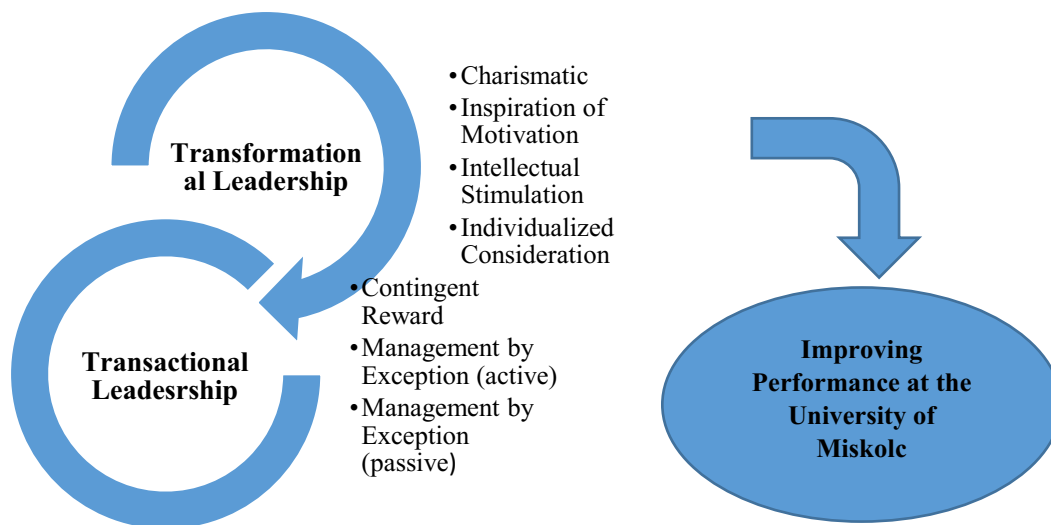 Transformation
al Leadership
•Charismatic
•Inspiration of
Motivation
•Intellectual
Stimulation
•Individualized
Consideration
Transactional
Leadesrship
•Contingent
Reward
•Management by
Exception (active)
•Management by
Exception
(passive)
Improving
Performance at the
University of
Miskolc